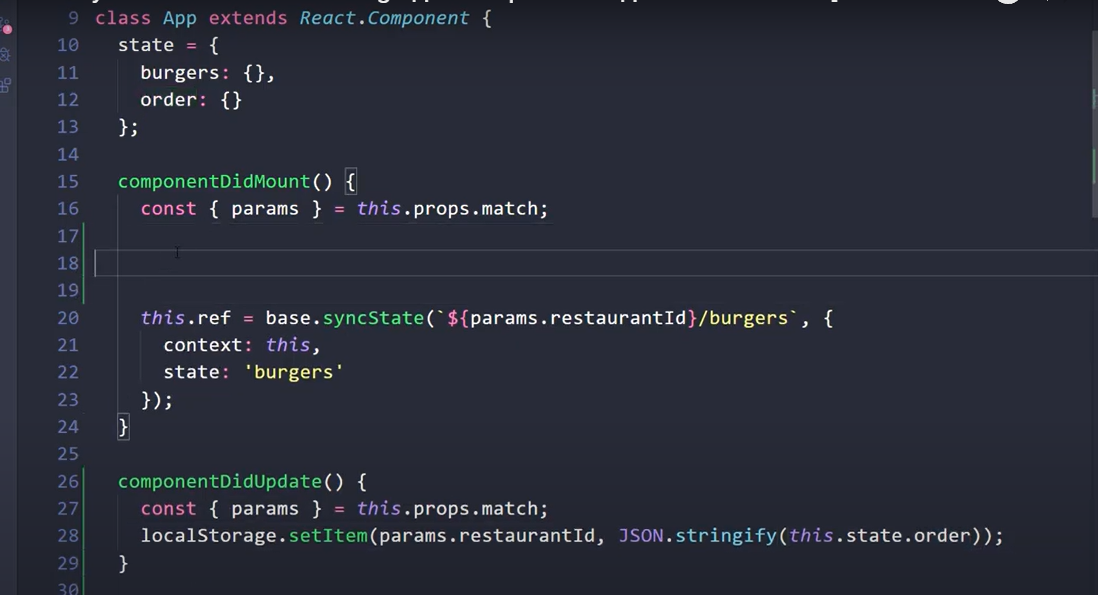 9 class App extends React.Component {
10 state = {
11 burgers: {},
12 order: {}
13 };
14
15 componentDidMount() {
16 const { params } = this.props.match;
17
18
19
20 this.ref = base.syncState(`${params.restaurantId}/burgers`, {
21 context: this,
22 state: 'burgers'
23 });
24 }
25
26 componentDidUpdate() {
27 const { params } = this.props.match;
28 localStorage.setItem(params.restaurantId, JSON.stringify(this.state.order));
29 }
30